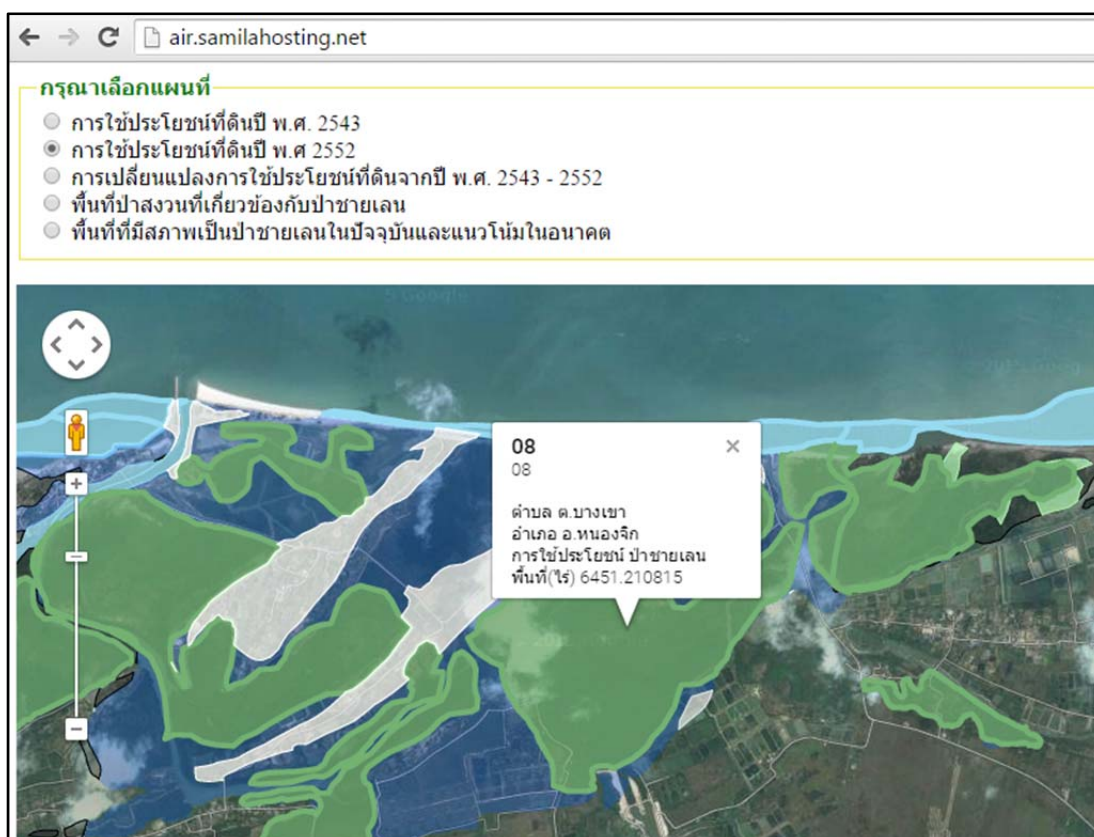 air.samilahosting.net
กรุณาเลือกแผนที่
การใช้ประโยชน์ที่ดินปี พ.ศ. 2543
การใช้ประโยชน์ที่ดินปี พ.ศ 2552
การเปลี่ยนแปลงการใช้ประโยชน์ที่ดินจากปี พ.ศ. 2543 - 2552
พื้นที่ป่าสงวนที่เกี่ยวข้องกับป่าชายเลน
พื้นที่ที่มีสภาพเป็นป่าชายเลนในปัจจุบันและแนวโน้มในอนาคต
08
08
ตำบล ต.บางเขา
อำเภอ อ.หนองจิก
การใช้ประโยชน์ ป่าชายเลน
พื้นที่(ไร่) 6451.210815